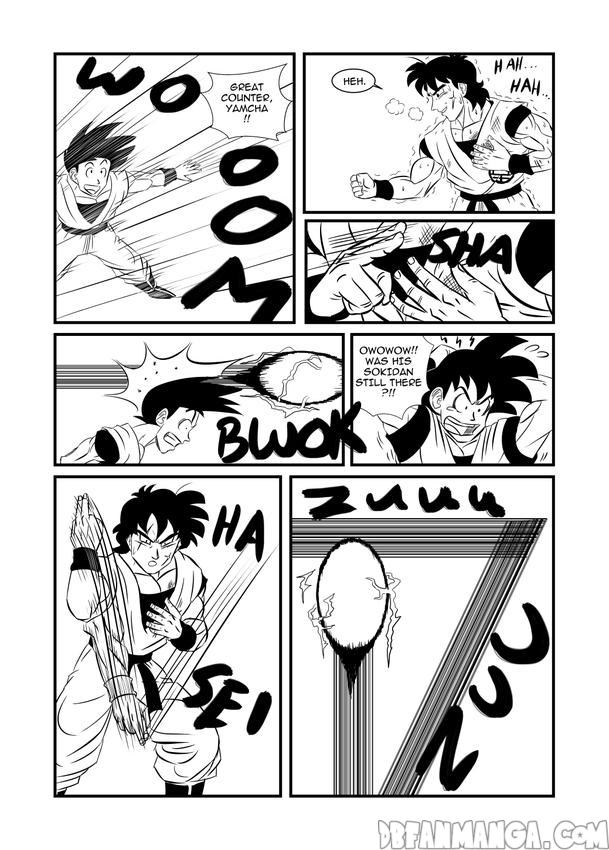 WOOOOM
GREAT
COUNTER,
YAMCHA
!!
HEH.
HAH...
HAH...
SHA
BWOK
OWOWOW!!
WAS HIS
SOKIDAN
STILL THERE
?!!
HA
SEI
ZUUUUUUN
DBFANMANGA.COM